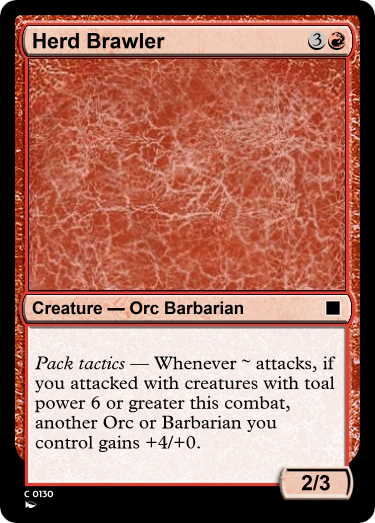 Herd Brawler 3
Creature — Orc Barbarian
Pack tactics — Whenever ~ attacks, if
you attacked with creatures with toal
power 6 or greater this combat,
another Orc or Barbarian you
control gains +4/+0.
2/3
C 0130